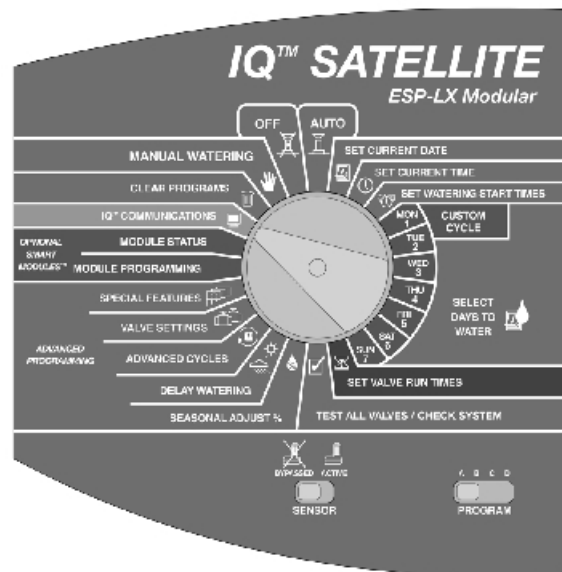 IQ™ SATELLITE
ESP-LX Modular
OFF
AUTO
MANUAL WATERING
CLEAR PROGRAMS
IQ™ COMMUNICATIONS
OPTIONAL
SMART
MODULES™
MODULE STATUS
MODULE PROGRAMMING
SPECIAL FEATURES
VALVE SETTINGS
ADVANCED
PROGRAMMING
ADVANCED CYCLES
DELAY WATERING
SEASONAL ADJUST %
SET CURRENT DATE
SET CURRENT TIME
SET WATERING START TIMES
CUSTOM
CYCLE
MON
1
TUE
2
WED
3
THU
4
FRI
5
SAT
6
SUN
7
SELECT
DAYS TO
WATER
SET VALVE RUN TIMES
TEST ALL VALVES / CHECK SYSTEM
BYPASSED ACTIVE
SENSOR
A B C D
PROGRAM